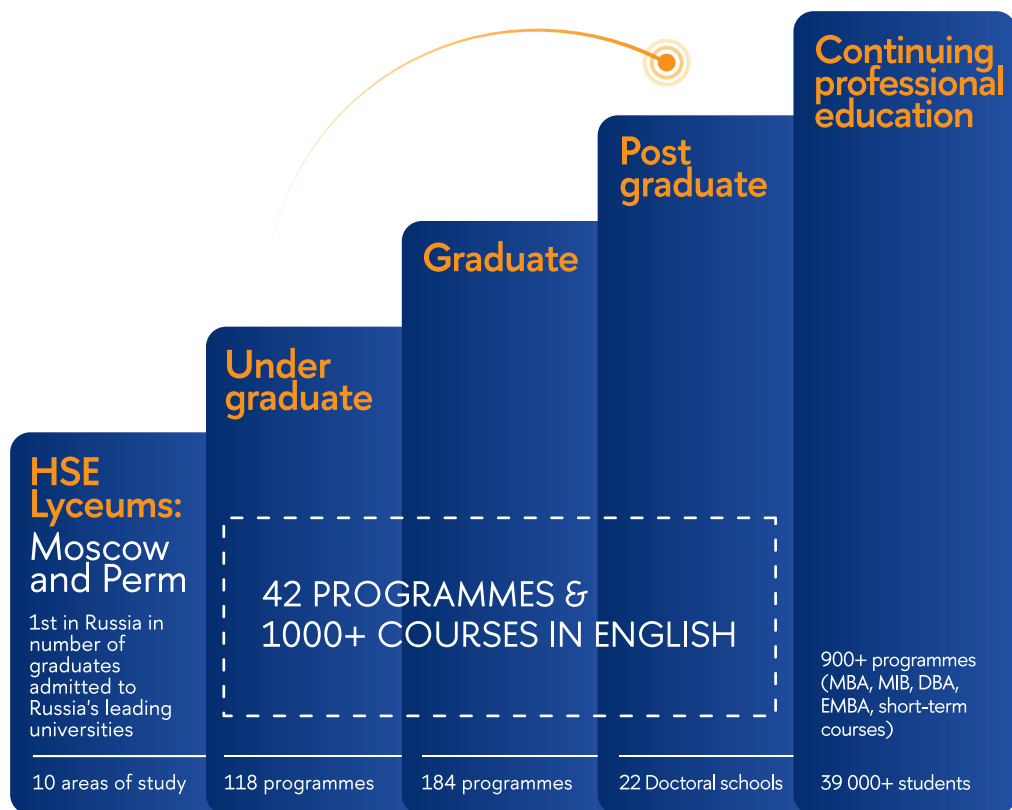 HSE
Lyceums:
Moscow
and Perm
1st in Russia in
number of
graduates
admitted to
Russia's leading
universities
10 areas of study
Under
graduate
118 programmes
Graduate
184 programmes
Post
graduate
22 Doctoral schools
42 PROGRAMMES &
1000+ COURSES IN ENGLISH
Continuing
professional
education
900+ programmes
(MBA, MIB, DBA,
EMBA, short-term
courses)
39 000+ students